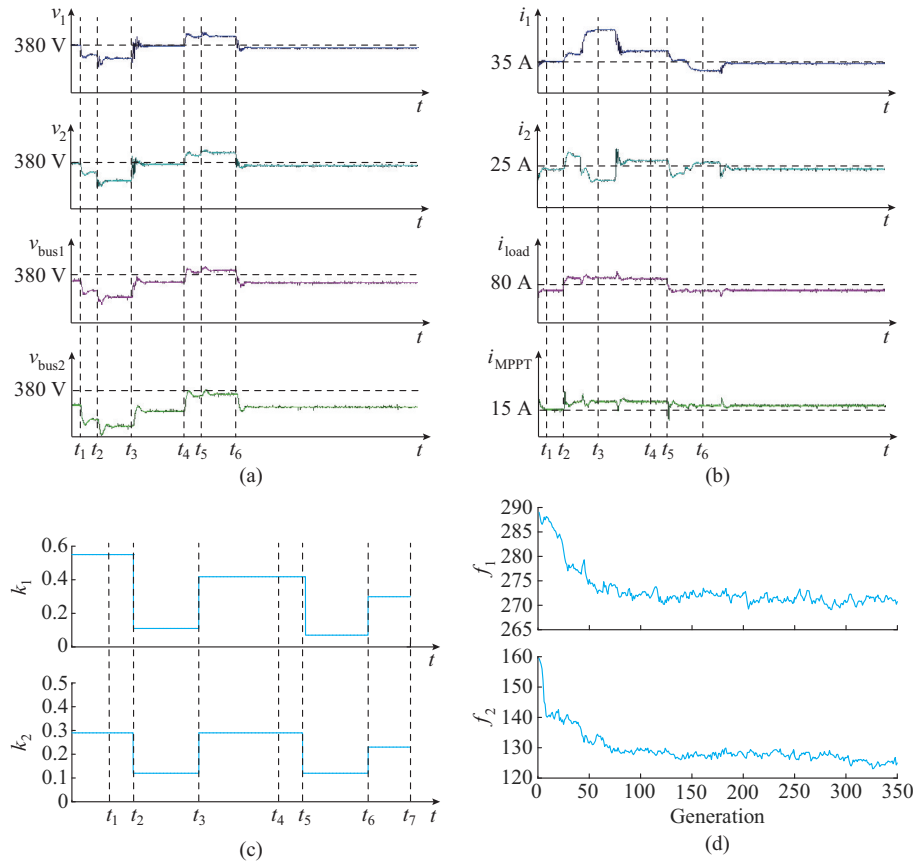 v1
380 V
t
v2
380 V
t
vbus1
380 V
t
vbus2
380 V
t1 t2 t3 t4 t5 t6 t
(a)
i1
35 A
t
i2
25 A
t
iload
80 A
t
iMPPT
15 A
t1 t2 t3 t4 t5 t6 t
(b)
0.6
0.4
0.2
0
k1
t
0.5
0.4
0.3
0.2
0.1
0
k2
t1 t2 t3 t4 t5 t6 t7 t
(c)
290
285
280
275
270
265
f1
160
150
140
130
120
f2
0 50 100 150 200 250 300 350
Generation
(d)